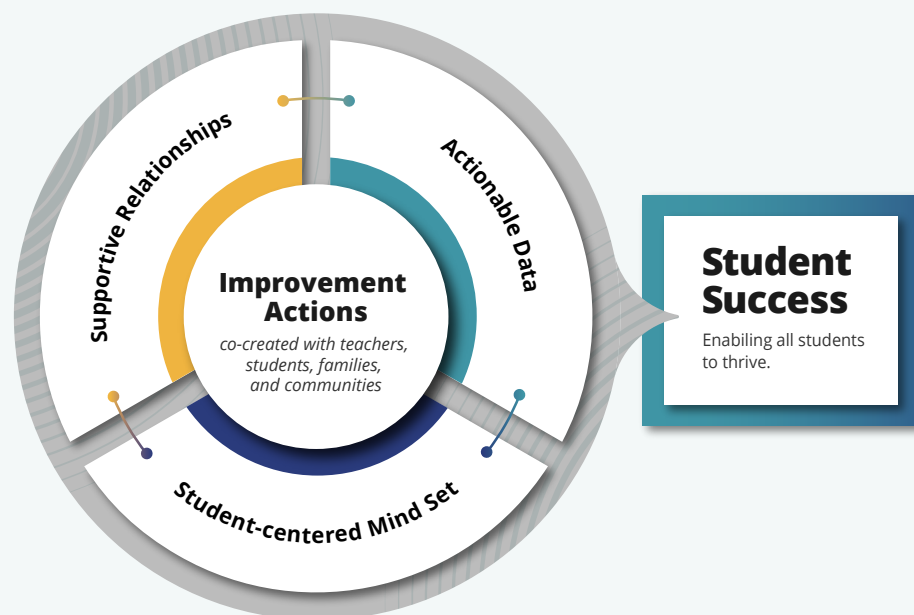 Supportive Relationships
Actionable Data
Improvement
Actions
co-created with teachers,
students, families,
and communities
Student-centered Mind Set
Student
Success
Enabiling all students
to thrive.